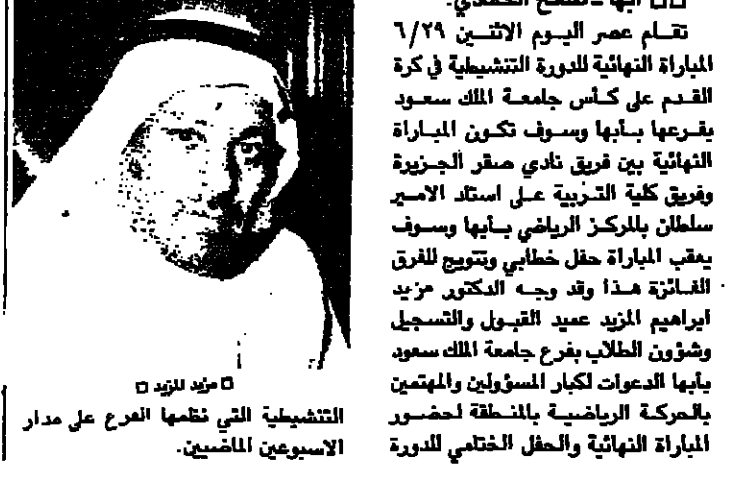 تقام عصر اليوم الاثنين ٦/٢٩
المباراة النهائية للدورة التنشيطية في كرة
القدم على كأس جامعة الملك سعود
بفرعها بأبها وسوف تكون المباراة
النهائية بين فريق نادي صقر الجزيرة
وفريق كلية التربية على استاد الامير
سلطان بالمركز الرياضي بأبها وسوف
يعقب المباراة حفل خطابي وتتويج للفرق
الفائزة هذا وقد وجه الدكتور مزيد
ابراهيم المزيد عميد القبول والتسجيل
وشؤون الطلاب بفرع جامعة الملك سعود
بأبها الدعوات لكبار المسؤولين والمهتمين
بالحركة الرياضية بالمنطقة لحضور
المباراة النهائية والحفل الختامي للدورة
□ مزيد المزيد □
التنشيطية التي نظمها الفرع على مدار
الاسبوعين الماضيين.